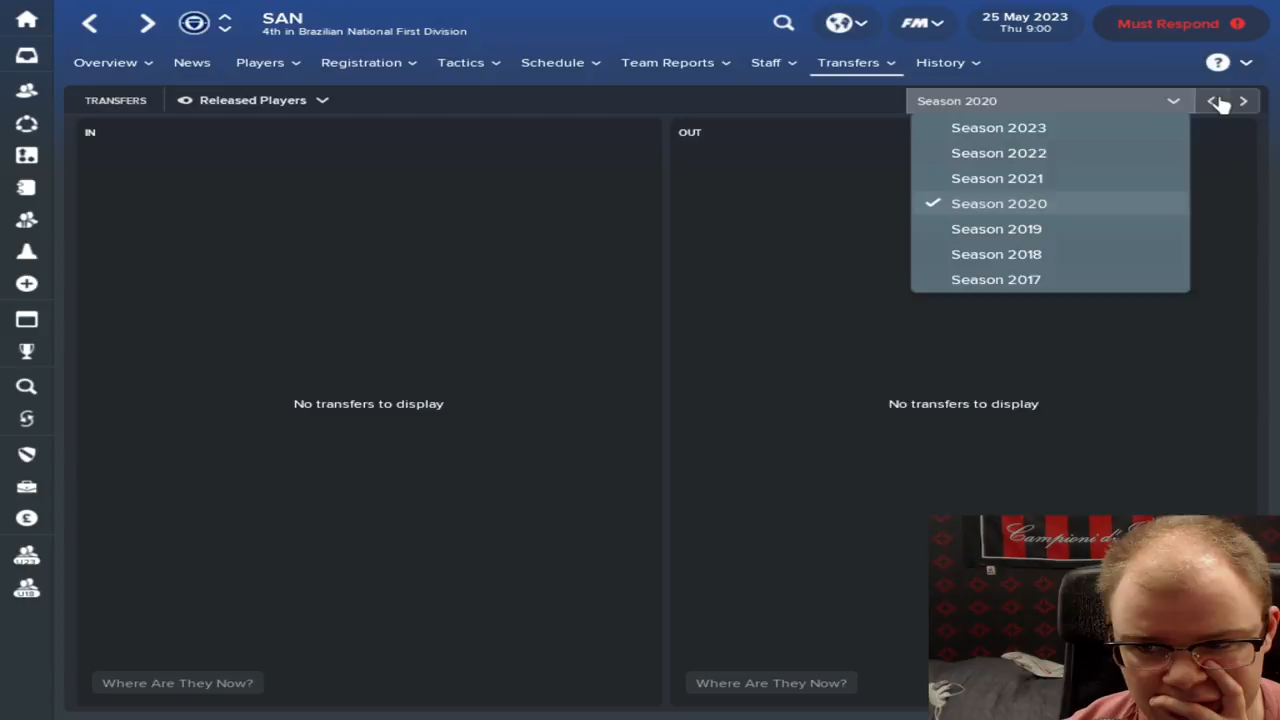 SAN
4th in Brazilian National First Division
FM
25 May 2023
Thu 9:00
Must Respond
Overview
News
Players
Registration
Tactics
Schedule
Team Reports
Staff
Transfers
History
?
TRANSFERS
Released Players
Season 2020
IN
OUT
Season 2023
Season 2022
Season 2021
Season 2020
Season 2019
Season 2018
Season 2017
No transfers to display
No transfers to display
Where Are They Now?
Where Are They Now?
U23
U18
Campioni d'